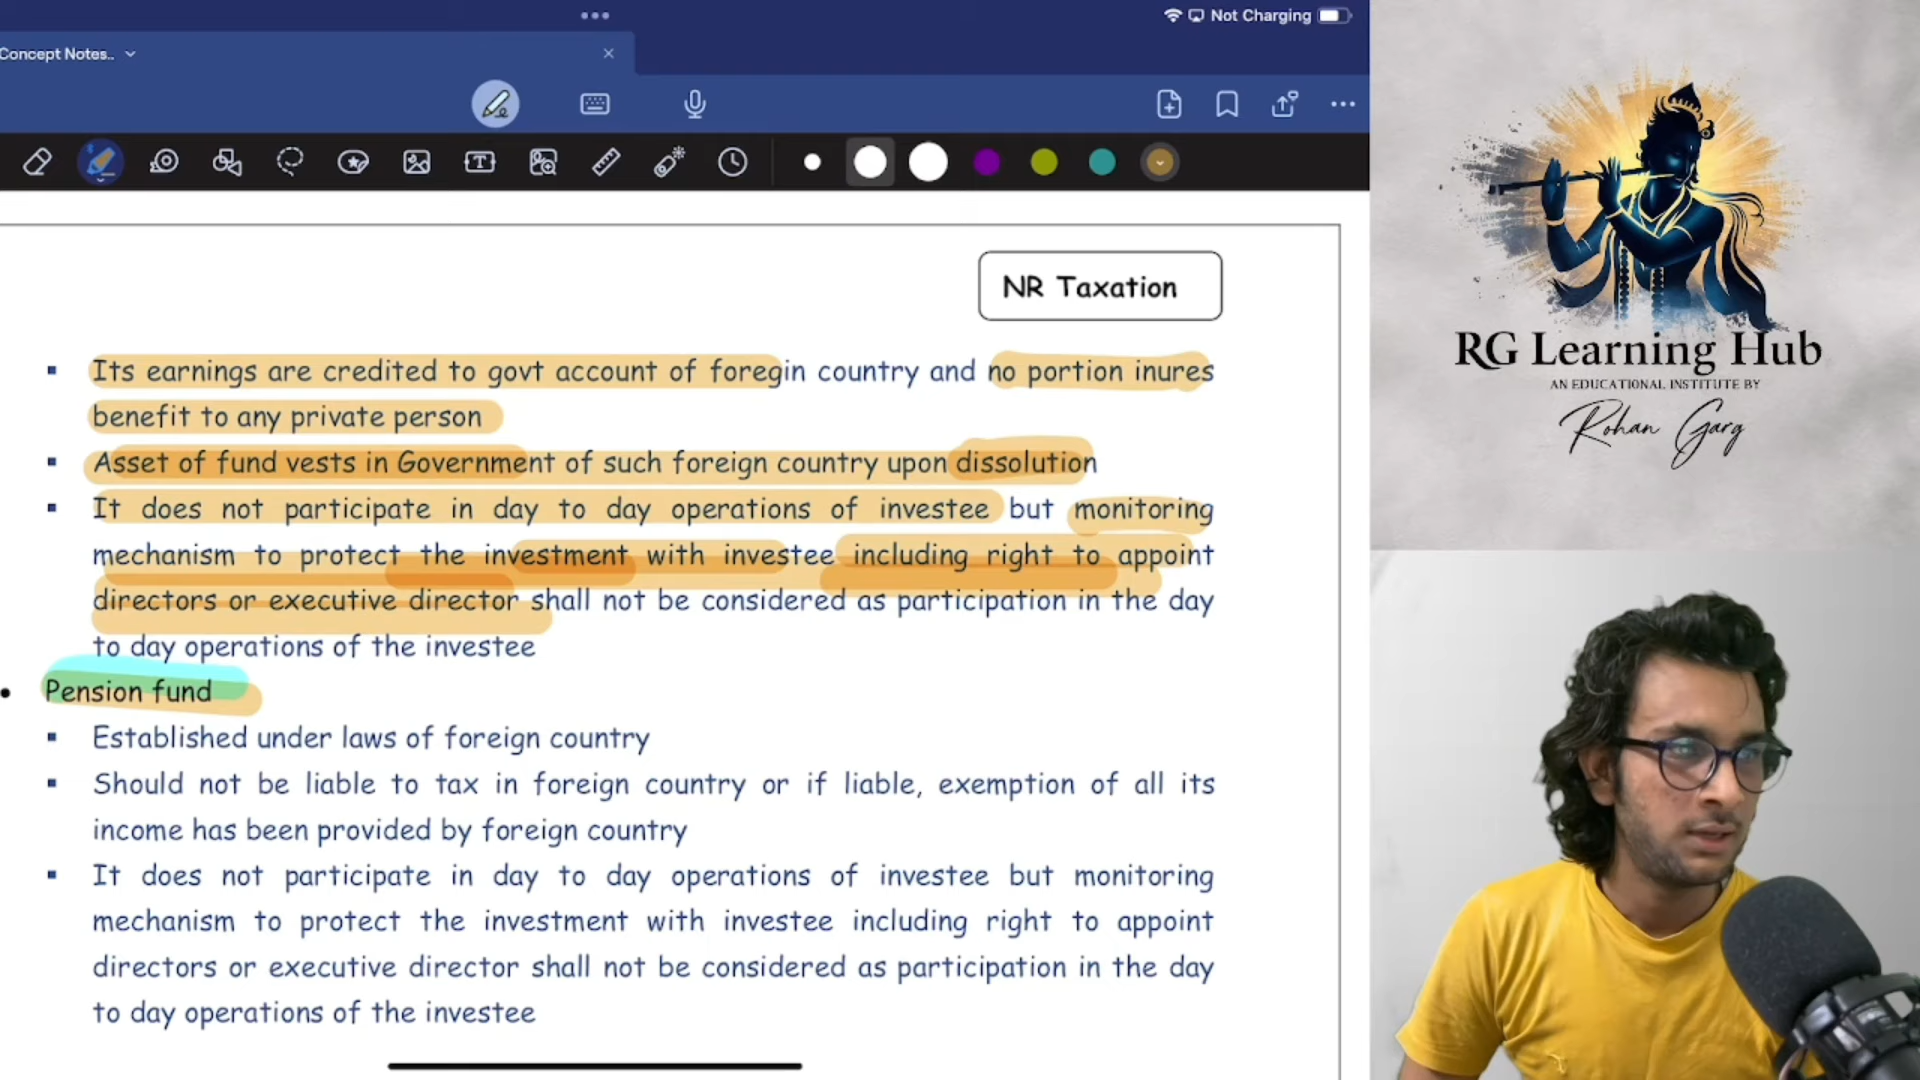 Not Charging
Concept Notes..
NR Taxation
Its earnings are credited to govt account of foregin country and no portion inures
benefit to any private person
Asset of fund vests in Government of such foreign country upon dissolution
It does not participate in day to day operations of investee but monitoring
mechanism to protect the investment with investee including right to appoint
directors or executive director shall not be considered as participation in the day
to day operations of the investee
Pension fund
Established under laws of foreign country
Should not be liable to tax in foreign country or if liable, exemption of all its
income has been provided by foreign country
It does not participate in day to day operations of investee but monitoring
mechanism to protect the investment with investee including right to appoint
directors or executive director shall not be considered as participation in the day
to day operations of the investee
RG Learning Hub
AN EDUCATIONAL INSTITUTE BY
Rohan Garg